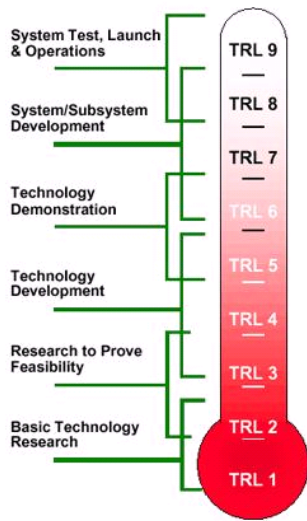 System Test, Launch
& Operations
System/Subsystem
Development
Technology
Demonstration
Technology
Development
Research to Prove
Feasibility
Basic Technology
Research
TRL 9
TRL 8
TRL 7
TRL 6
TRL 5
TRL 4
TRL 3
TRL 2
TRL 1